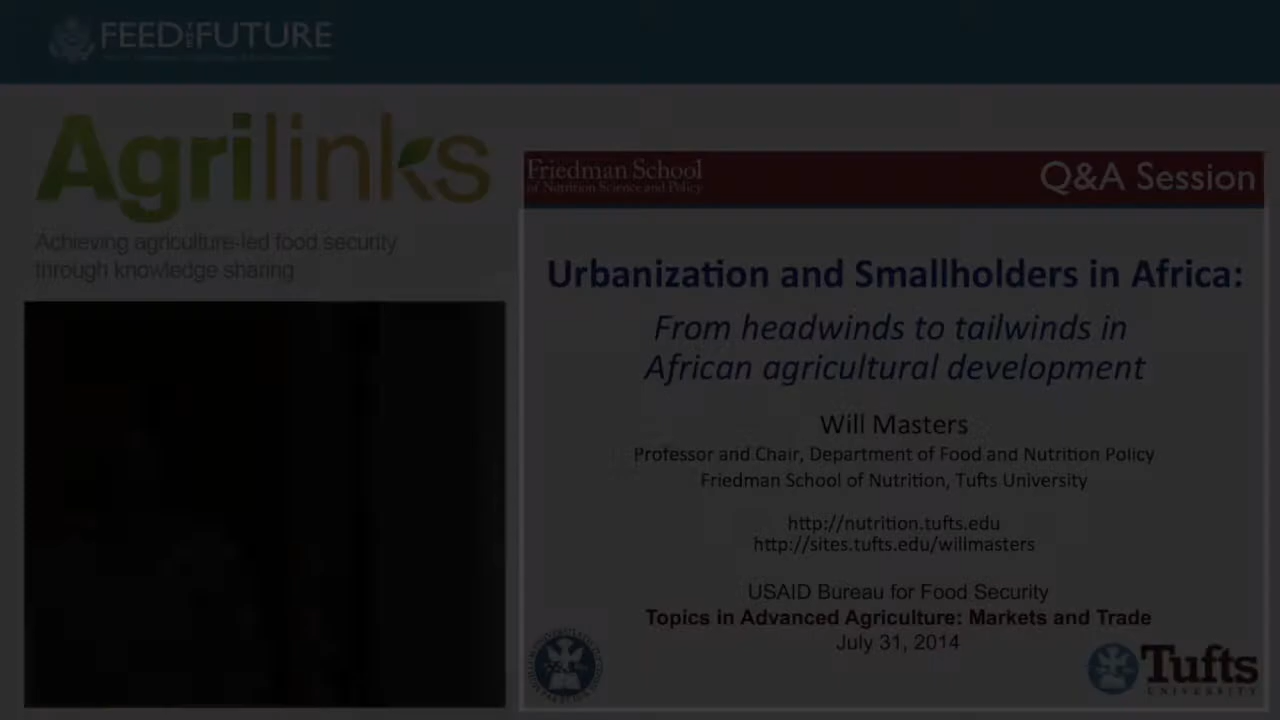 FEED THE FUTURE
Agrilinks
Achieving agriculture-led food security
through knowledge sharing
Friedman School
of Nutrition Science and Policy
Q&A Session
Urbanization and Smallholders in Africa:
From headwinds to tailwinds in
African agricultural development
Will Masters
Professor and Chair, Department of Food and Nutrition Policy
Friedman School of Nutrition, Tufts University
http://nutrition.tufts.edu
http://sites.tufts.edu/willmasters
USAID Bureau for Food Security
Topics in Advanced Agriculture: Markets and Trade
July 31, 2014
Tufts
UNIVERSITY